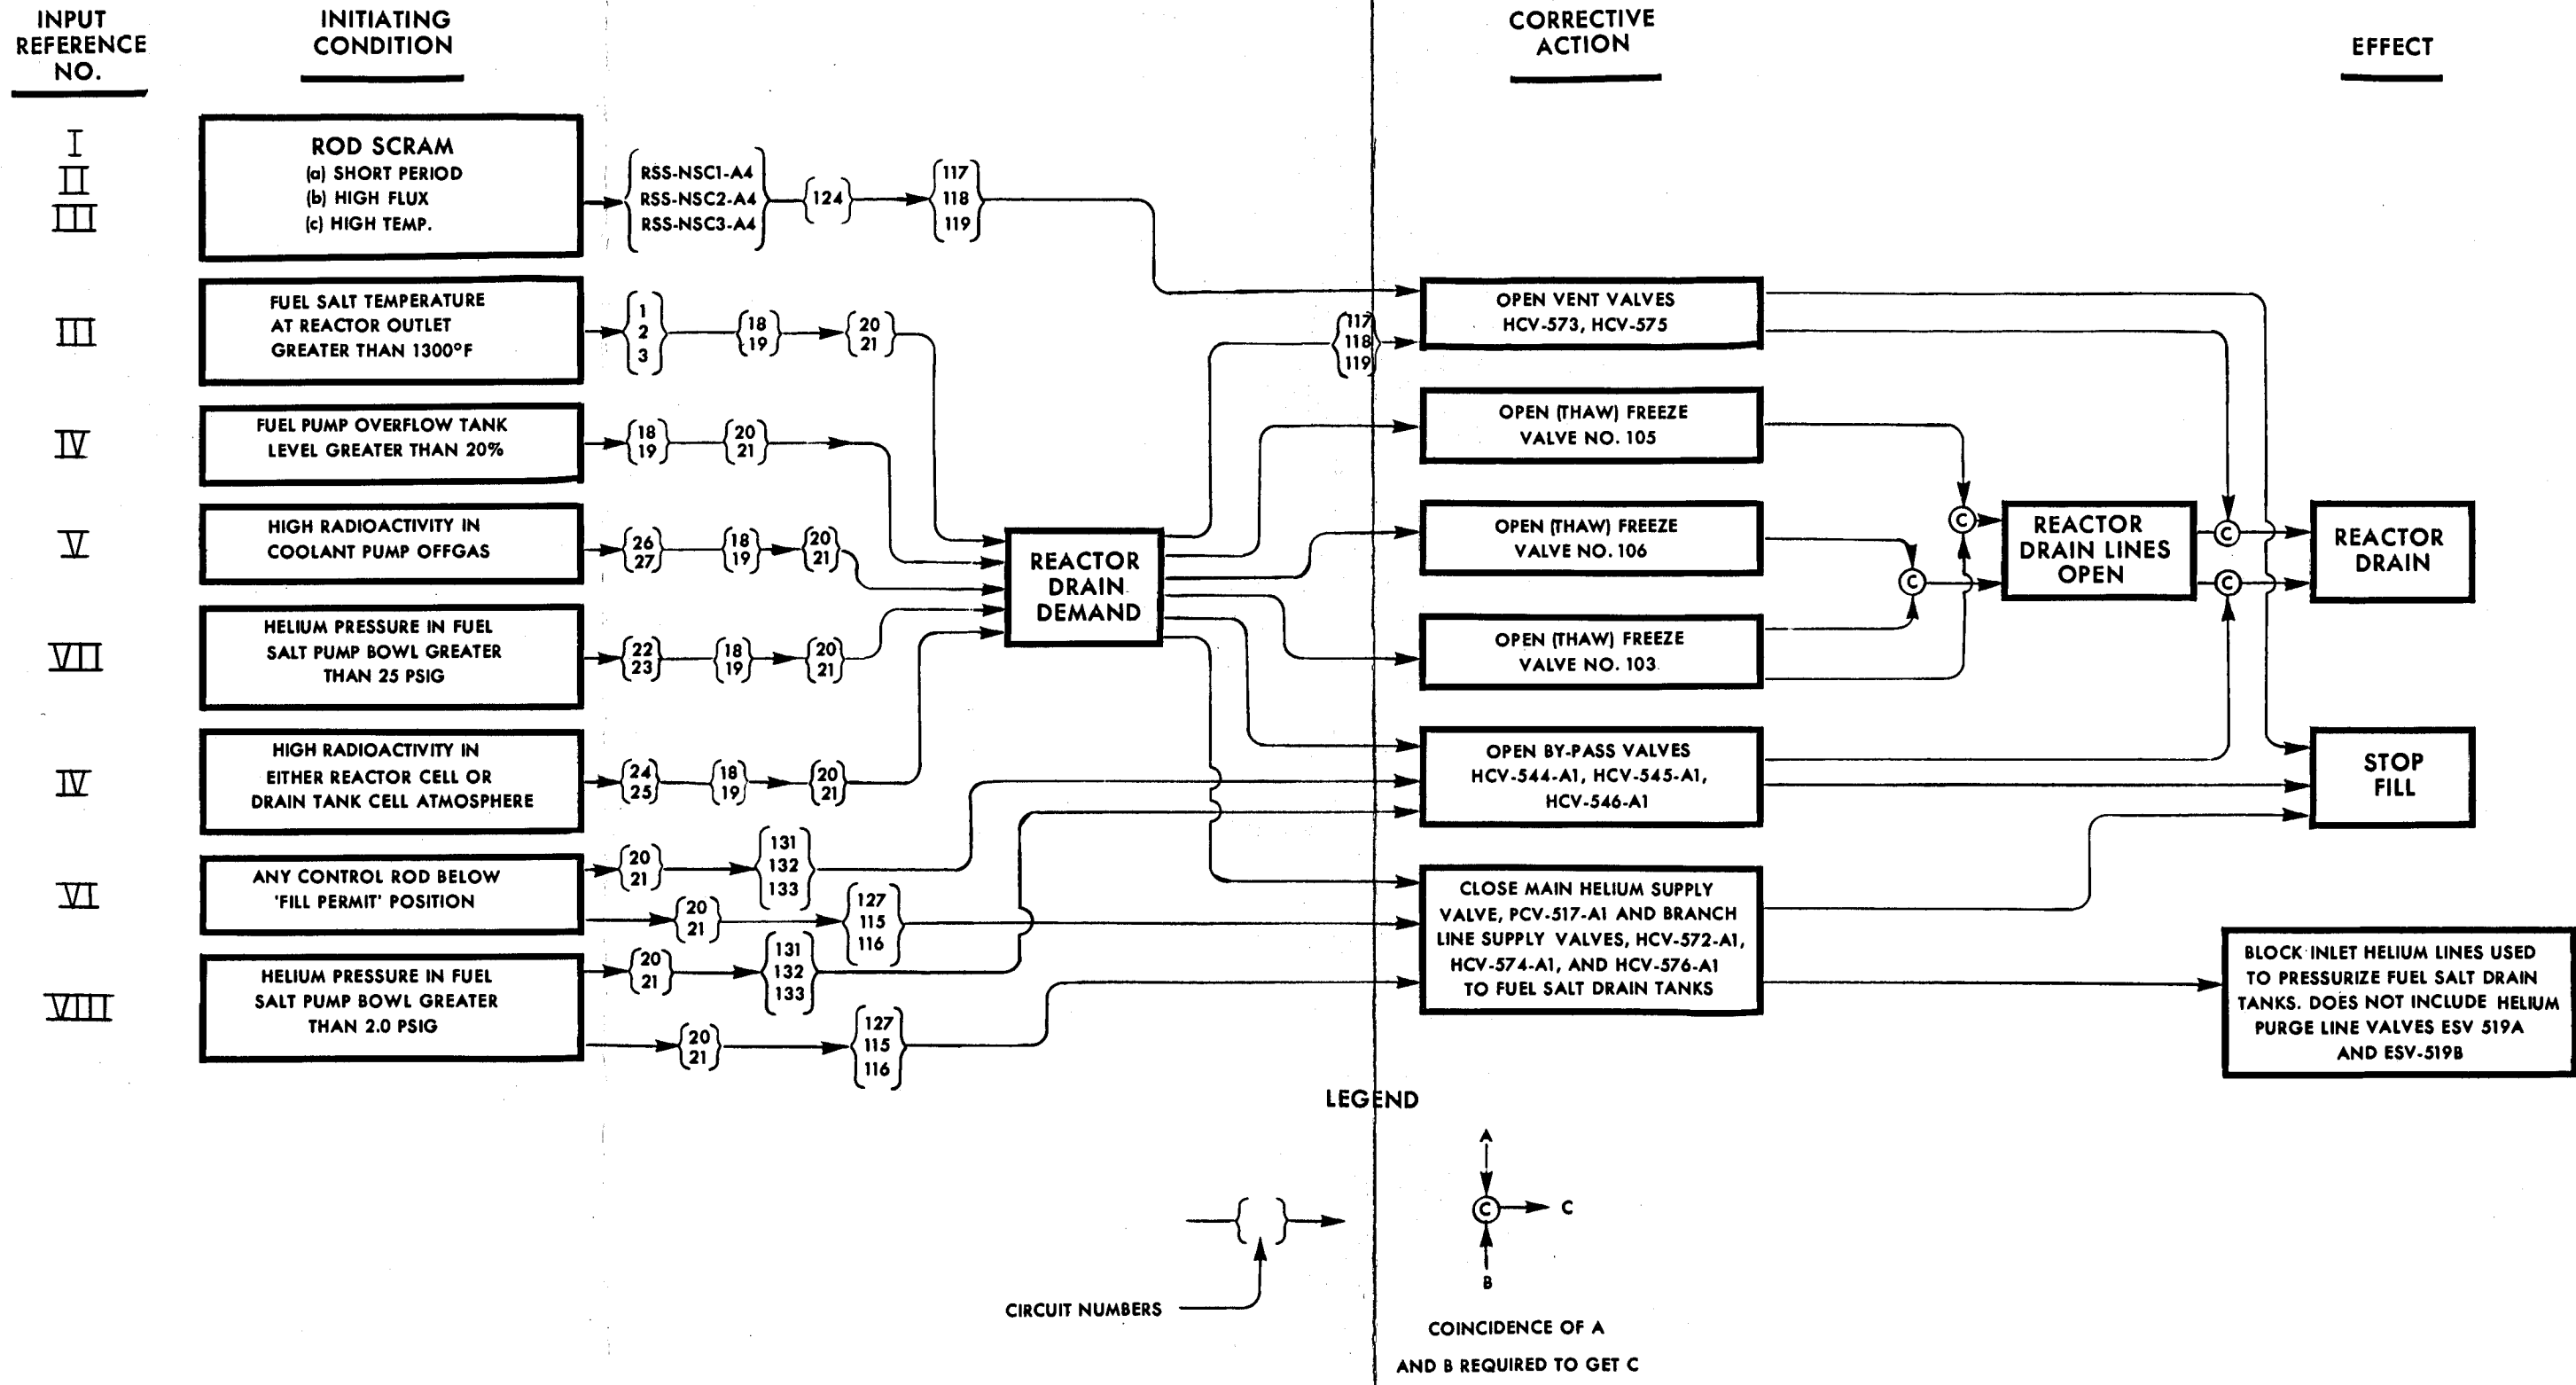 INPUT
REFERENCE
NO.
INITIATING
CONDITION
CORRECTIVE
ACTION
EFFECT
I
II
III
ROD SCRAM
(a) SHORT PERIOD
(b) HIGH FLUX
(c) HIGH TEMP.
RSS-NSC1-A4
RSS-NSC2-A4
RSS-NSC3-A4
124
117
118
119
III
FUEL SALT TEMPERATURE
AT REACTOR OUTLET
GREATER THAN 1300°F
1
2
3
18
19
20
21
IV
FUEL PUMP OVERFLOW TANK
LEVEL GREATER THAN 20%
18
19
20
21
V
HIGH RADIOACTIVITY IN
COOLANT PUMP OFFGAS
26
27
18
19
20
21
VII
HELIUM PRESSURE IN FUEL
SALT PUMP BOWL GREATER
THAN 25 PSIG
22
23
18
19
20
21
IV
HIGH RADIOACTIVITY IN
EITHER REACTOR CELL OR
DRAIN TANK CELL ATMOSPHERE
24
25
18
19
20
21
VI
ANY CONTROL ROD BELOW
'FILL PERMIT' POSITION
20
21
131
132
133
20
21
127
115
116
VIII
HELIUM PRESSURE IN FUEL
SALT PUMP BOWL GREATER
THAN 2.0 PSIG
20
21
131
132
133
20
21
127
115
116
REACTOR
DRAIN
DEMAND
117
118
119
OPEN VENT VALVES
HCV-573, HCV-575
OPEN (THAW) FREEZE
VALVE NO. 105
OPEN (THAW) FREEZE
VALVE NO. 106
OPEN (THAW) FREEZE
VALVE NO. 103
OPEN BY-PASS VALVES
HCV-544-A1, HCV-545-A1,
HCV-546-A1
CLOSE MAIN HELIUM SUPPLY
VALVE, PCV-517-A1 AND BRANCH
LINE SUPPLY VALVES, HCV-572-A1,
HCV-574-A1, AND HCV-576-A1
TO FUEL SALT DRAIN TANKS
C
C
REACTOR
DRAIN LINES
OPEN
C
C
REACTOR
DRAIN
STOP
FILL
BLOCK INLET HELIUM LINES USED
TO PRESSURIZE FUEL SALT DRAIN
TANKS. DOES NOT INCLUDE HELIUM
PURGE LINE VALVES ESV 519A
AND ESV-519B
LEGEND
CIRCUIT NUMBERS
A
C
C
B
COINCIDENCE OF A
AND B REQUIRED TO GET C